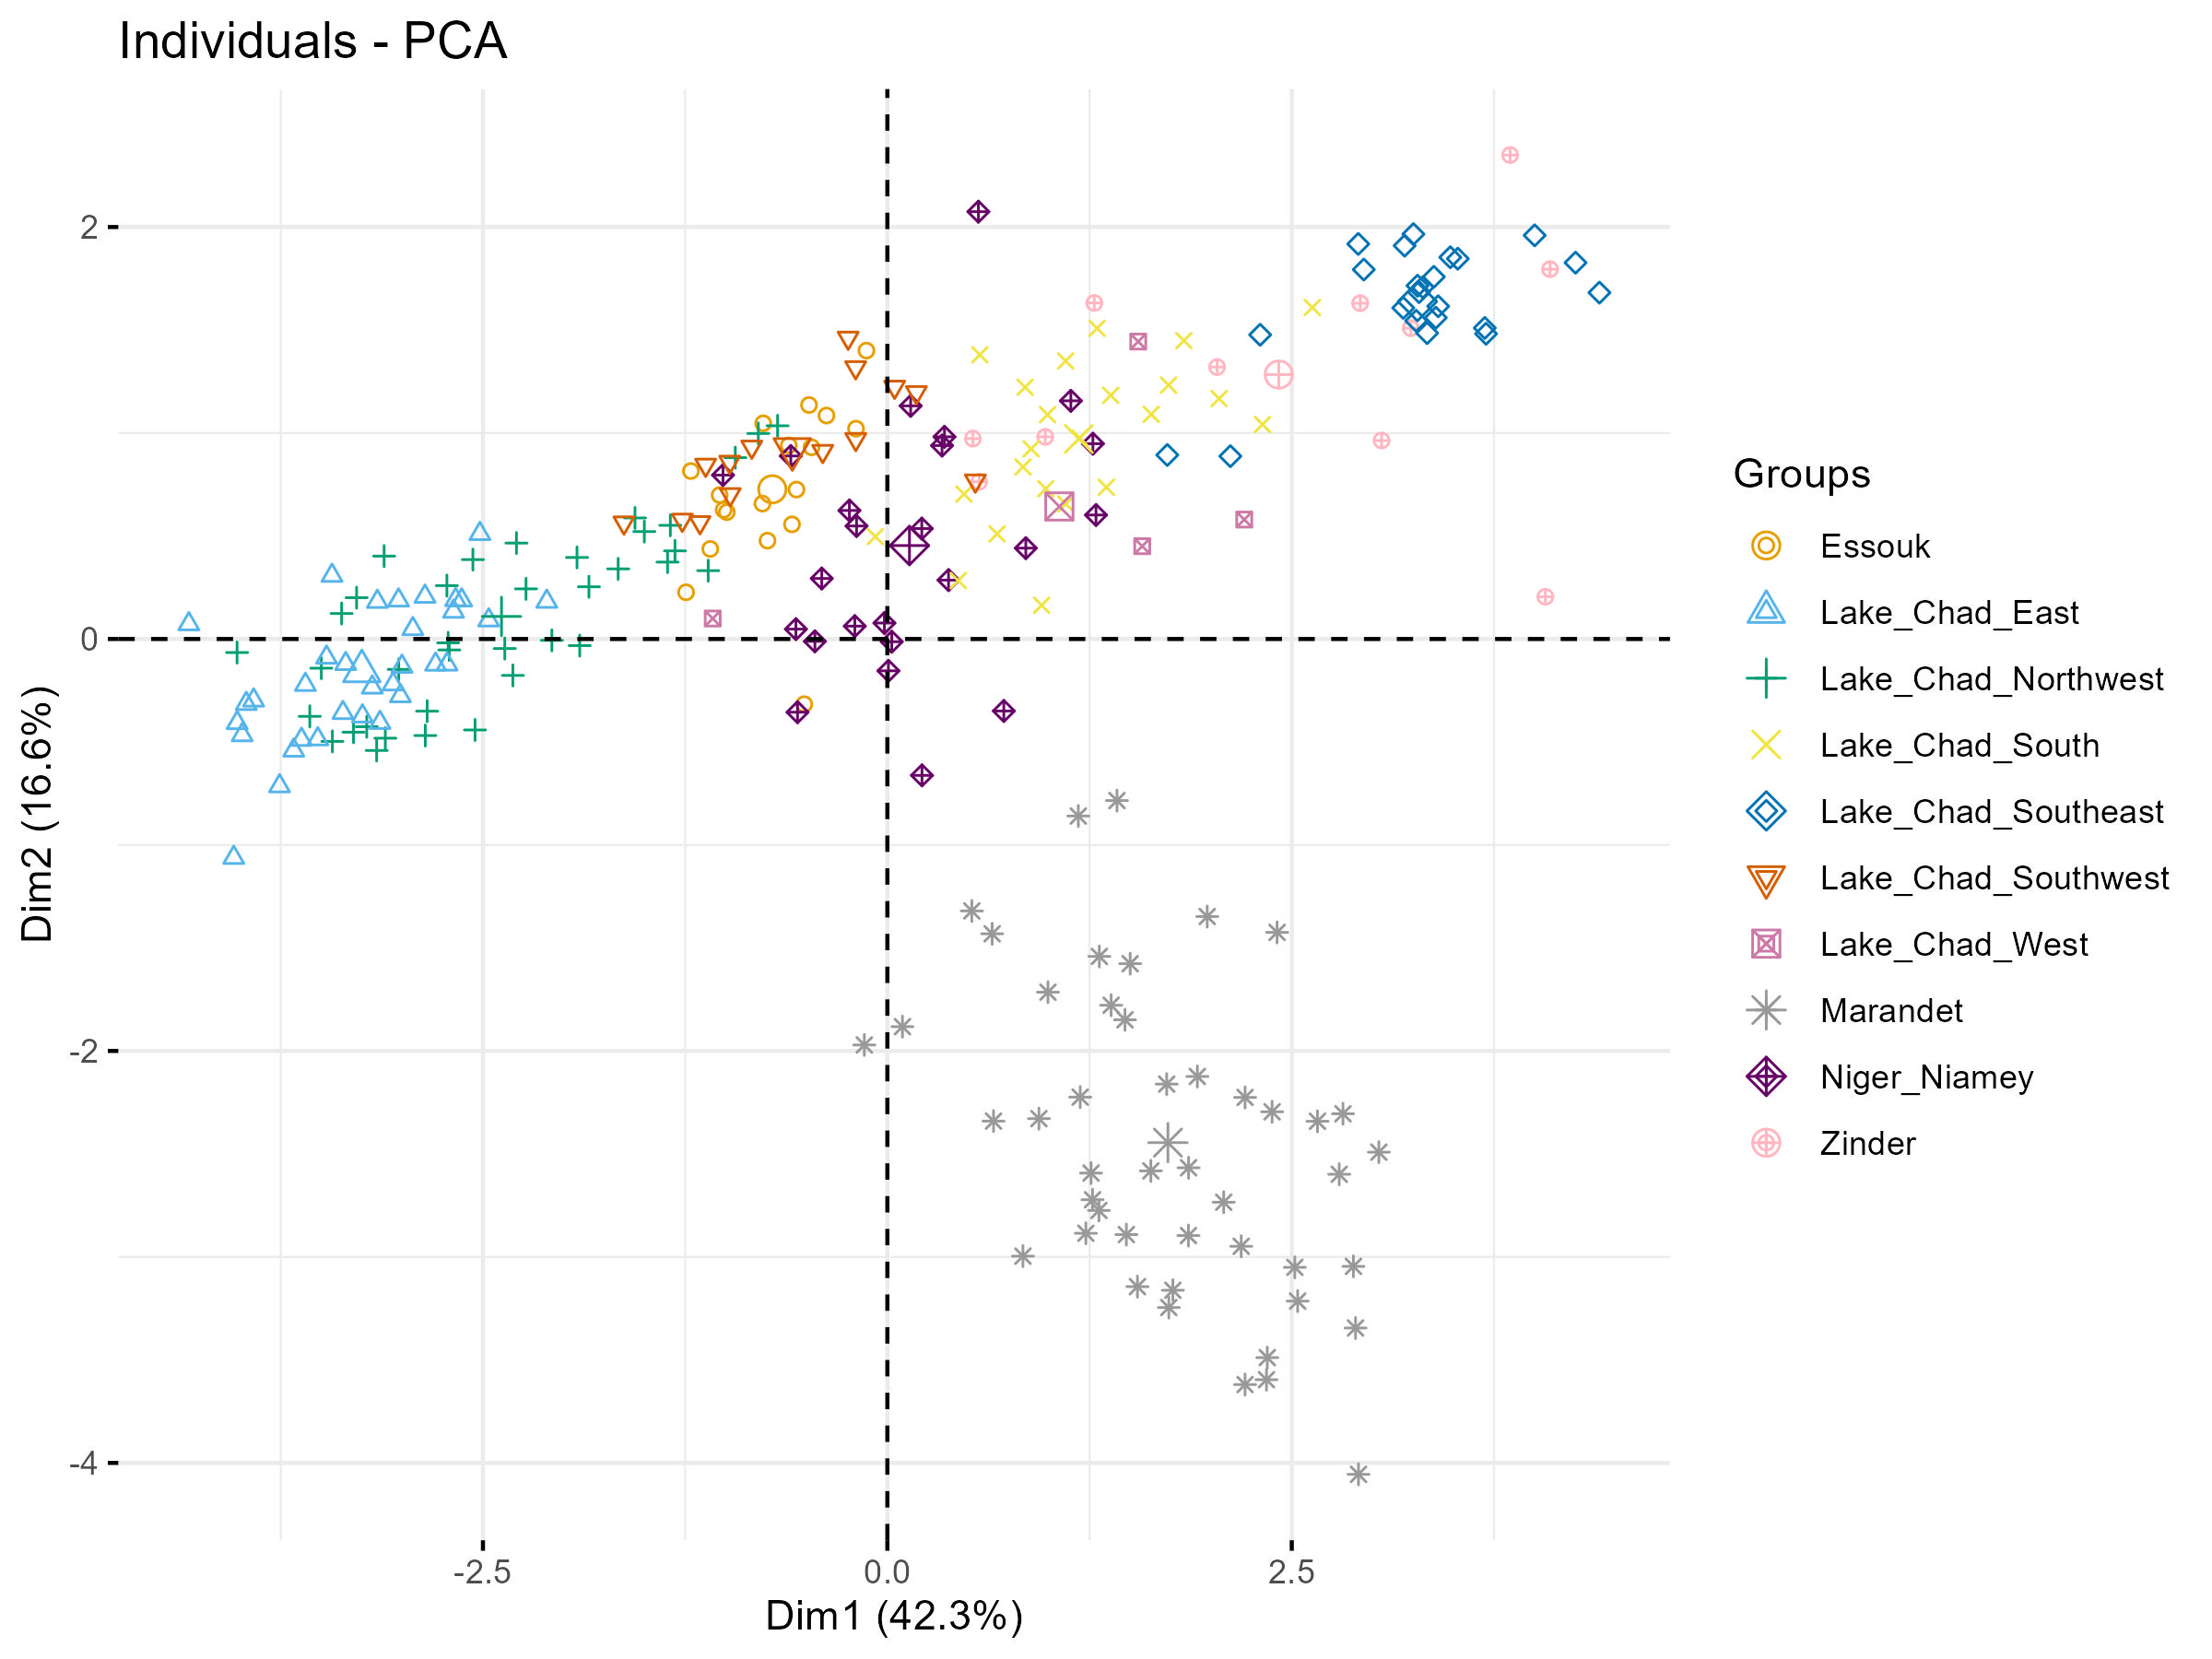 Individuals - PCA
2
0
-2
-4
Dim2 (16.6%)
-2.5
0.0
2.5
Dim1 (42.3%)
Groups
Essouk
Lake_Chad_East
Lake_Chad_Northwest
Lake_Chad_South
Lake_Chad_Southeast
Lake_Chad_Southwest
Lake_Chad_West
Marandet
Niger_Niamey
Zinder